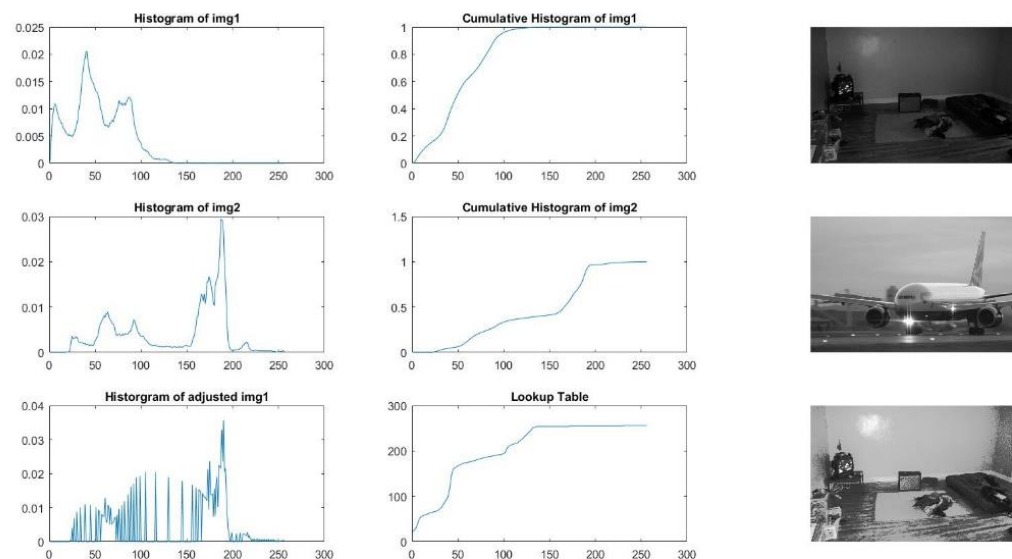 Histogram of img1
0.025
0.02
0.015
0.01
0.005
0
0 50 100 150 200 250 300
Cumulative Histogram of img1
1
0.8
0.6
0.4
0.2
0
0 50 100 150 200 250 300
Histogram of img2
0.03
0.02
0.01
0
0 50 100 150 200 250 300
Cumulative Histogram of img2
1.5
1
0.5
0
0 50 100 150 200 250 300
Historgram of adjusted img1
0.04
0.03
0.02
0.01
0
0 50 100 150 200 250 300
Lookup Table
300
200
100
0
0 50 100 150 200 250 300